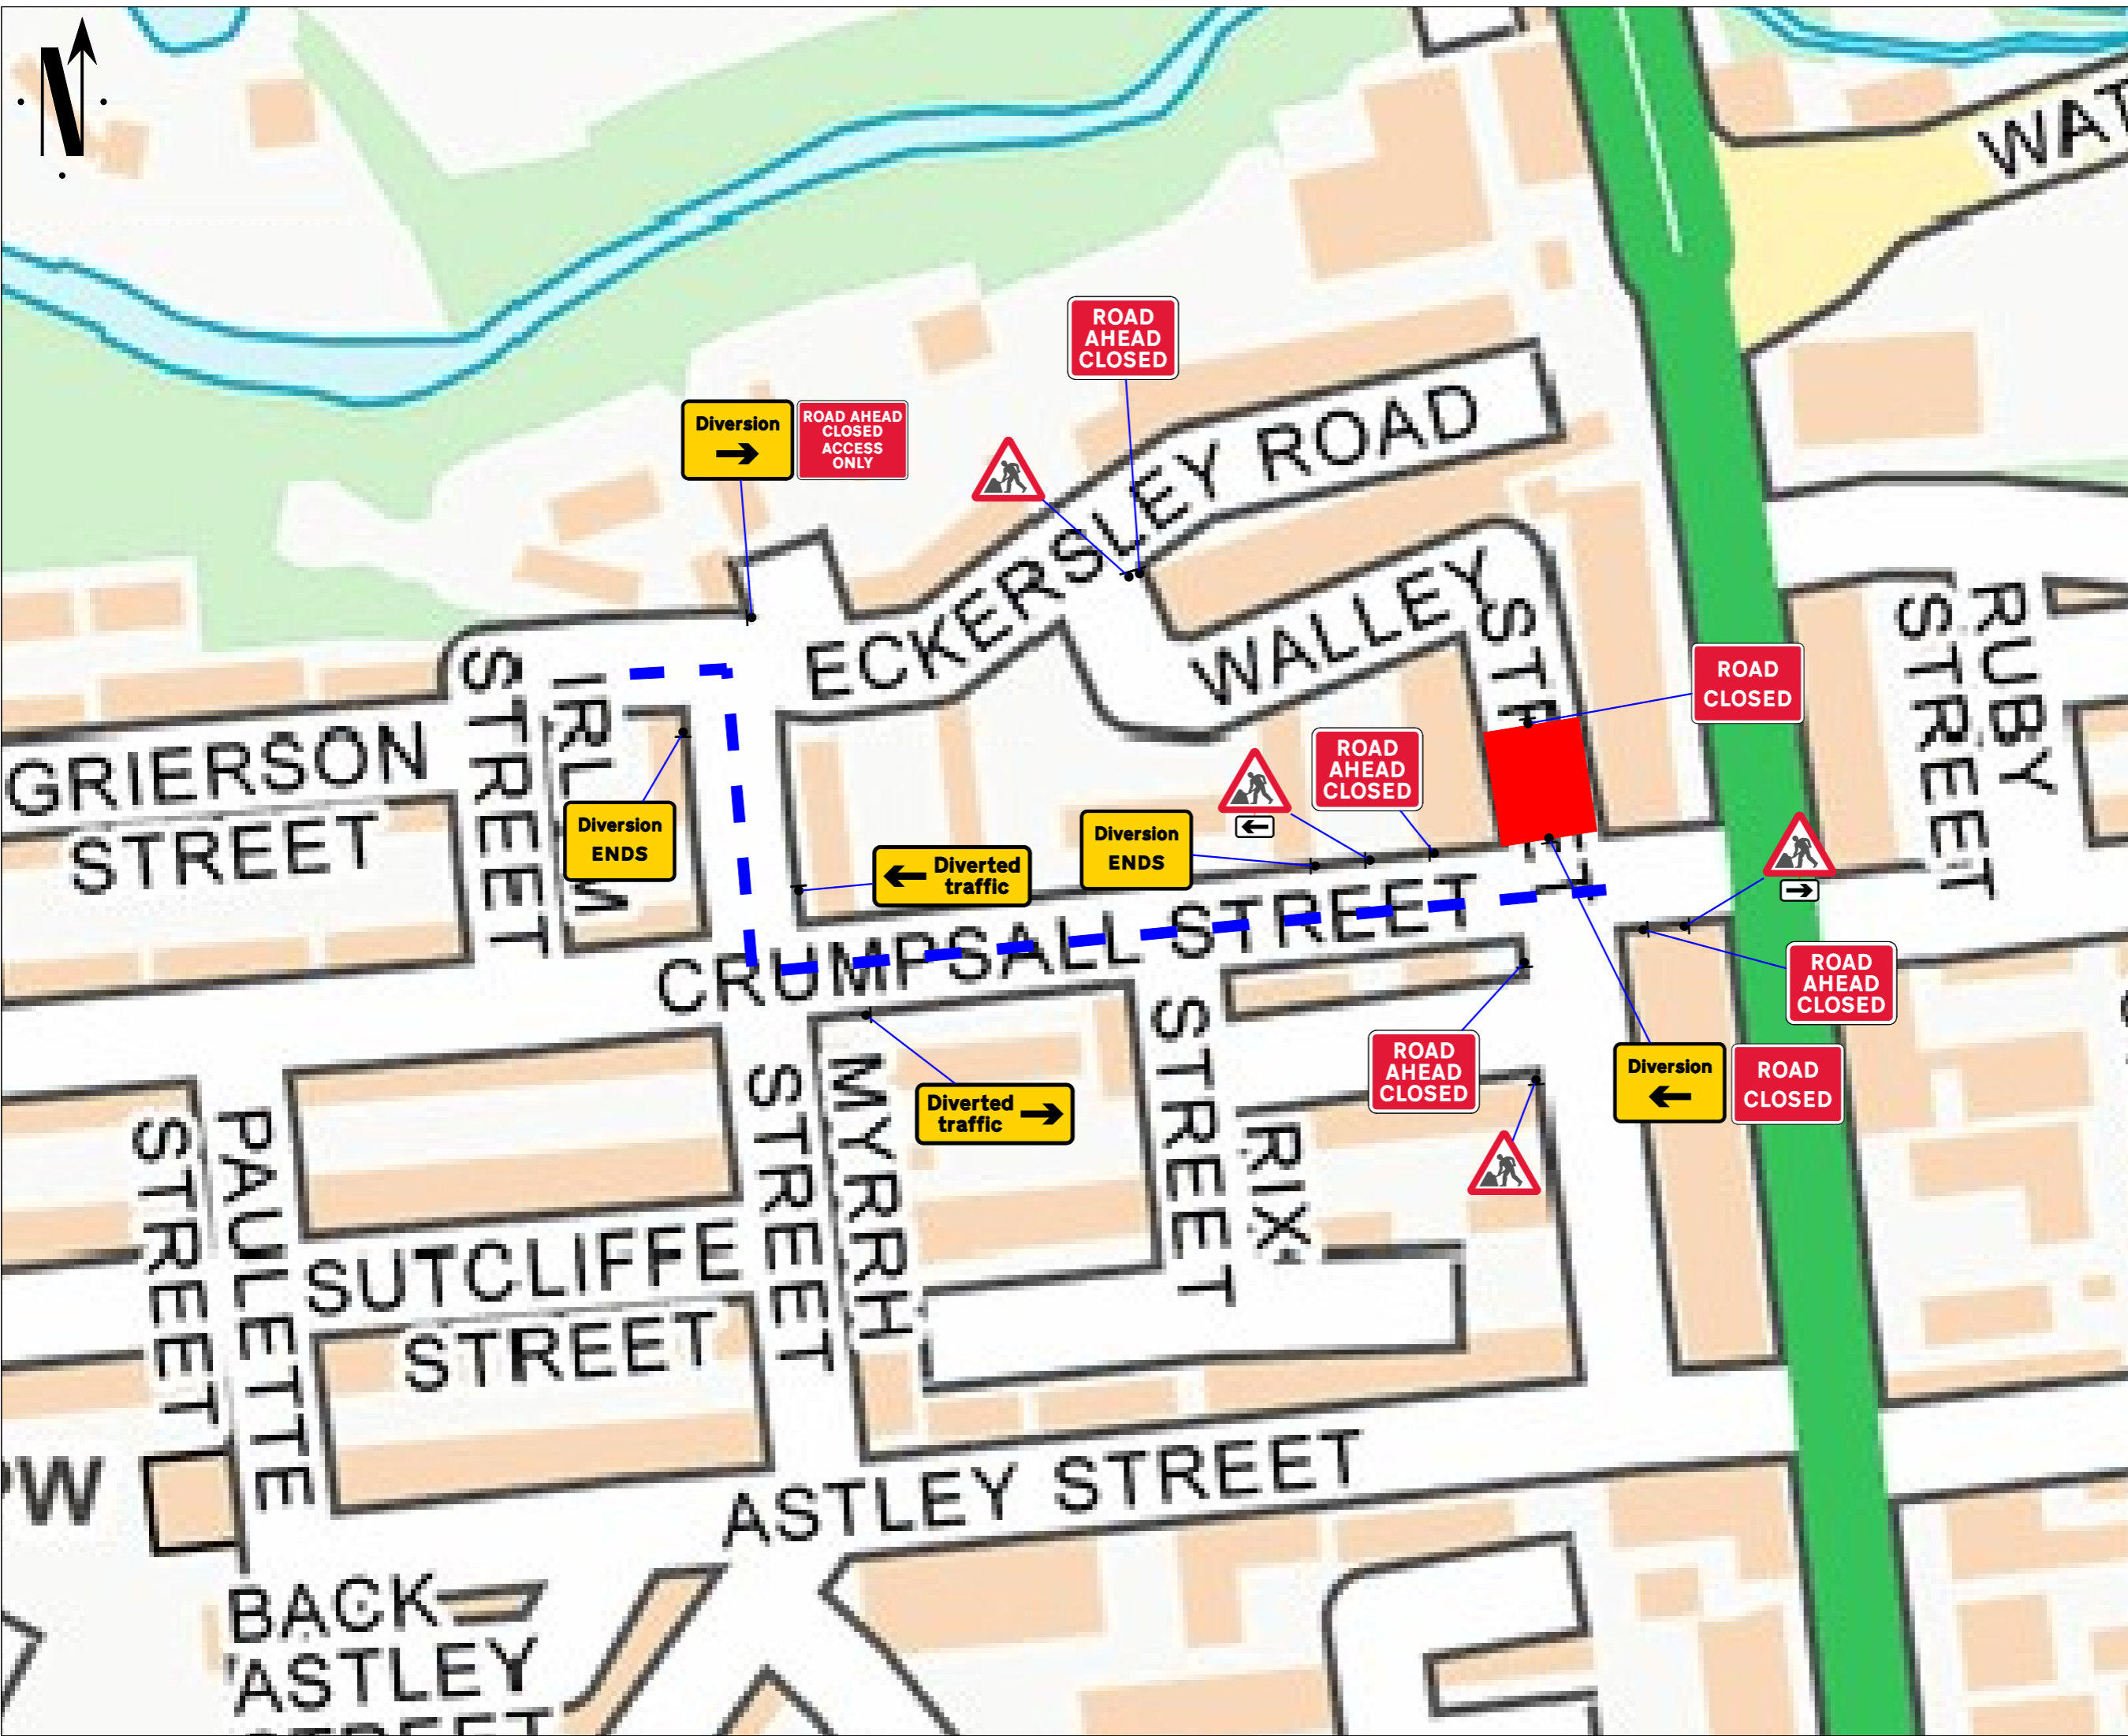 N
WAT
ROAD
AHEAD
CLOSED
Diversion
ROAD AHEAD
CLOSED
ACCESS
ONLY
ECKERSLEY ROAD
WALLEY
STREET
RUBY
STREET
ROAD
CLOSED
GRIERSON
STREET
IRLAM
STREET
Diversion
ENDS
Diverted
traffic
Diversion
ENDS
ROAD
AHEAD
CLOSED
CRUMPSALL STREET
ROAD
AHEAD
CLOSED
ROAD
AHEAD
CLOSED
Diversion
ROAD
CLOSED
Diverted
traffic
MYRRH
STREET
RIX
STREET
PAULETTE
STREET
SUTCLIFFE
STREET
ASTLEY STREET
BACK
ASTLEY
STREET